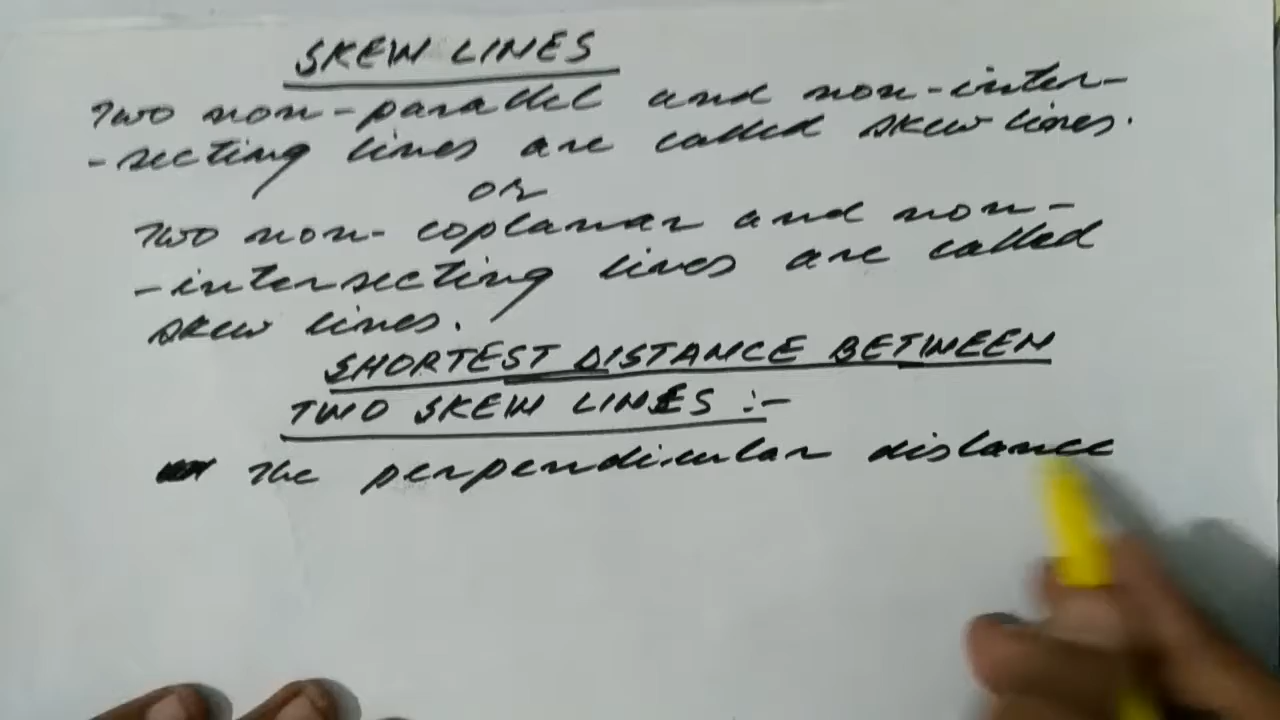 SKEW LINES
Two non-parallel and non-inter-
-secting lines are called skew lines.
or
Two non-coplanar and non-
-intersecting lines are called
skew lines.
SHORTEST DISTANCE BETWEEN
TWO SKEW LINES :-
The perpendicular distance